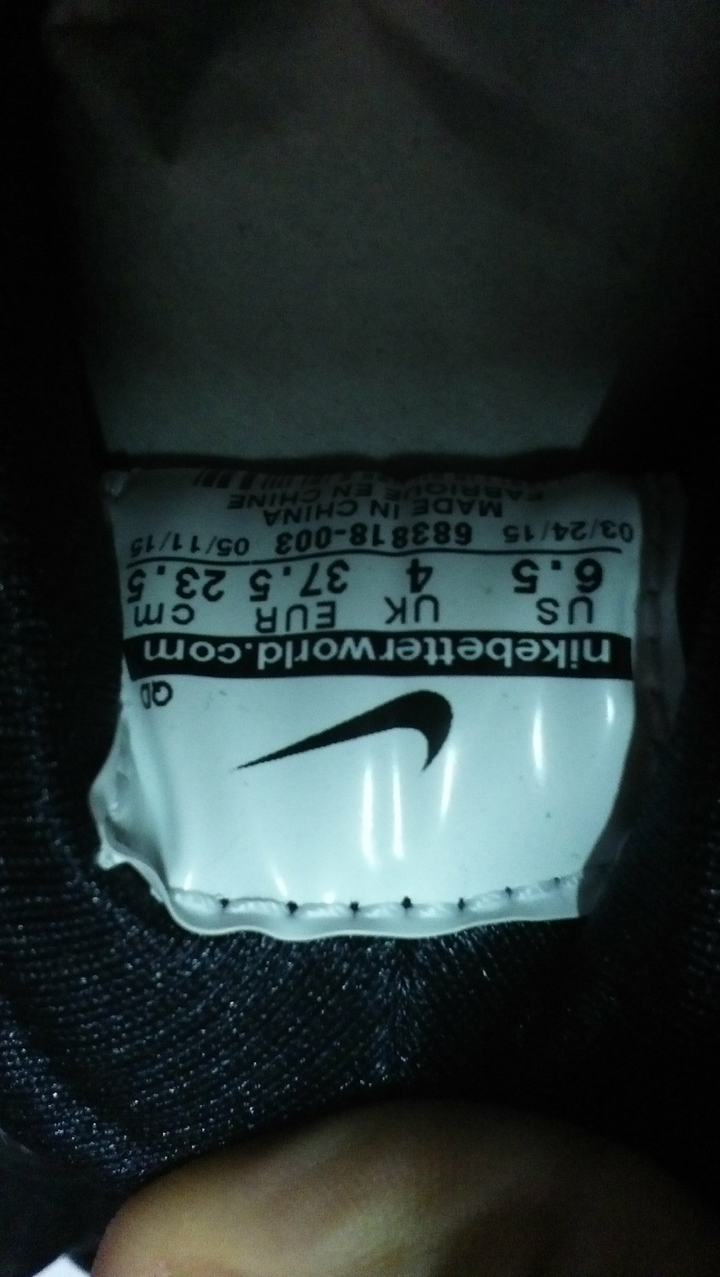 QD
nikebetterworld.com
US UK EUR cm
6.5 4 37.5 23.5
03/24/15 683818-003 05/11/15
MADE IN CHINA
FABRIQUE EN CHINE